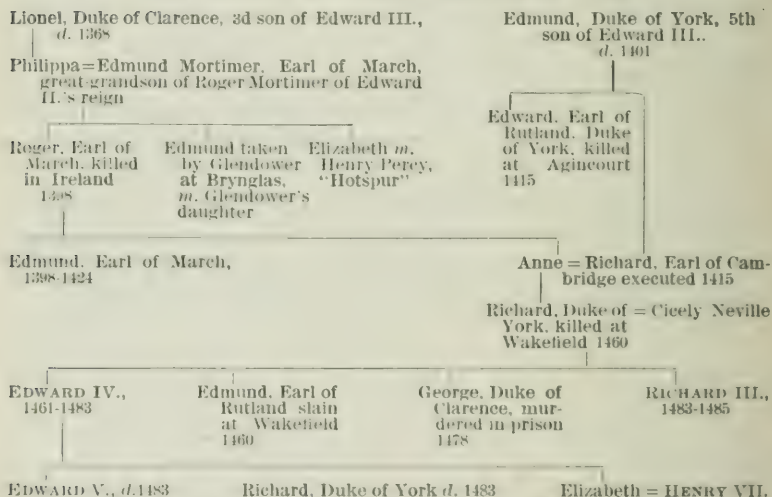 Lionel, Duke of Clarence, 3d son of Edward III.,
d. 1368
Edmund, Duke of York, 5th
son of Edward III..
d. 1401
Philippa=Edmund Mortimer, Earl of March,
great-grandson of Roger Mortimer of Edward
II.'s reign
Edward, Earl of
Rutland, Duke
of York, killed
at Agincourt
1415
Roger, Earl of
March, killed
in Ireland
1398
Edmund taken
by Glendower
at Brynglas,
m. Glendower's
daughter
Elizabeth m.
Henry Percy,
"Hotspur"
Edmund, Earl of March,
1398-1424
Anne = Richard, Earl of Cam-
bridge executed 1415
Richard, Duke of = Cicely Neville
York, killed at
Wakefield 1460
EDWARD IV.,
1461-1483
Edmund, Earl of
Rutland slain
at Wakefield
1460
George, Duke of
Clarence, mur-
dered in prison
1478
RICHARD III.,
1483-1485
EDWARD V., d. 1483
Richard, Duke of York d. 1483
Elizabeth = HENRY VII.